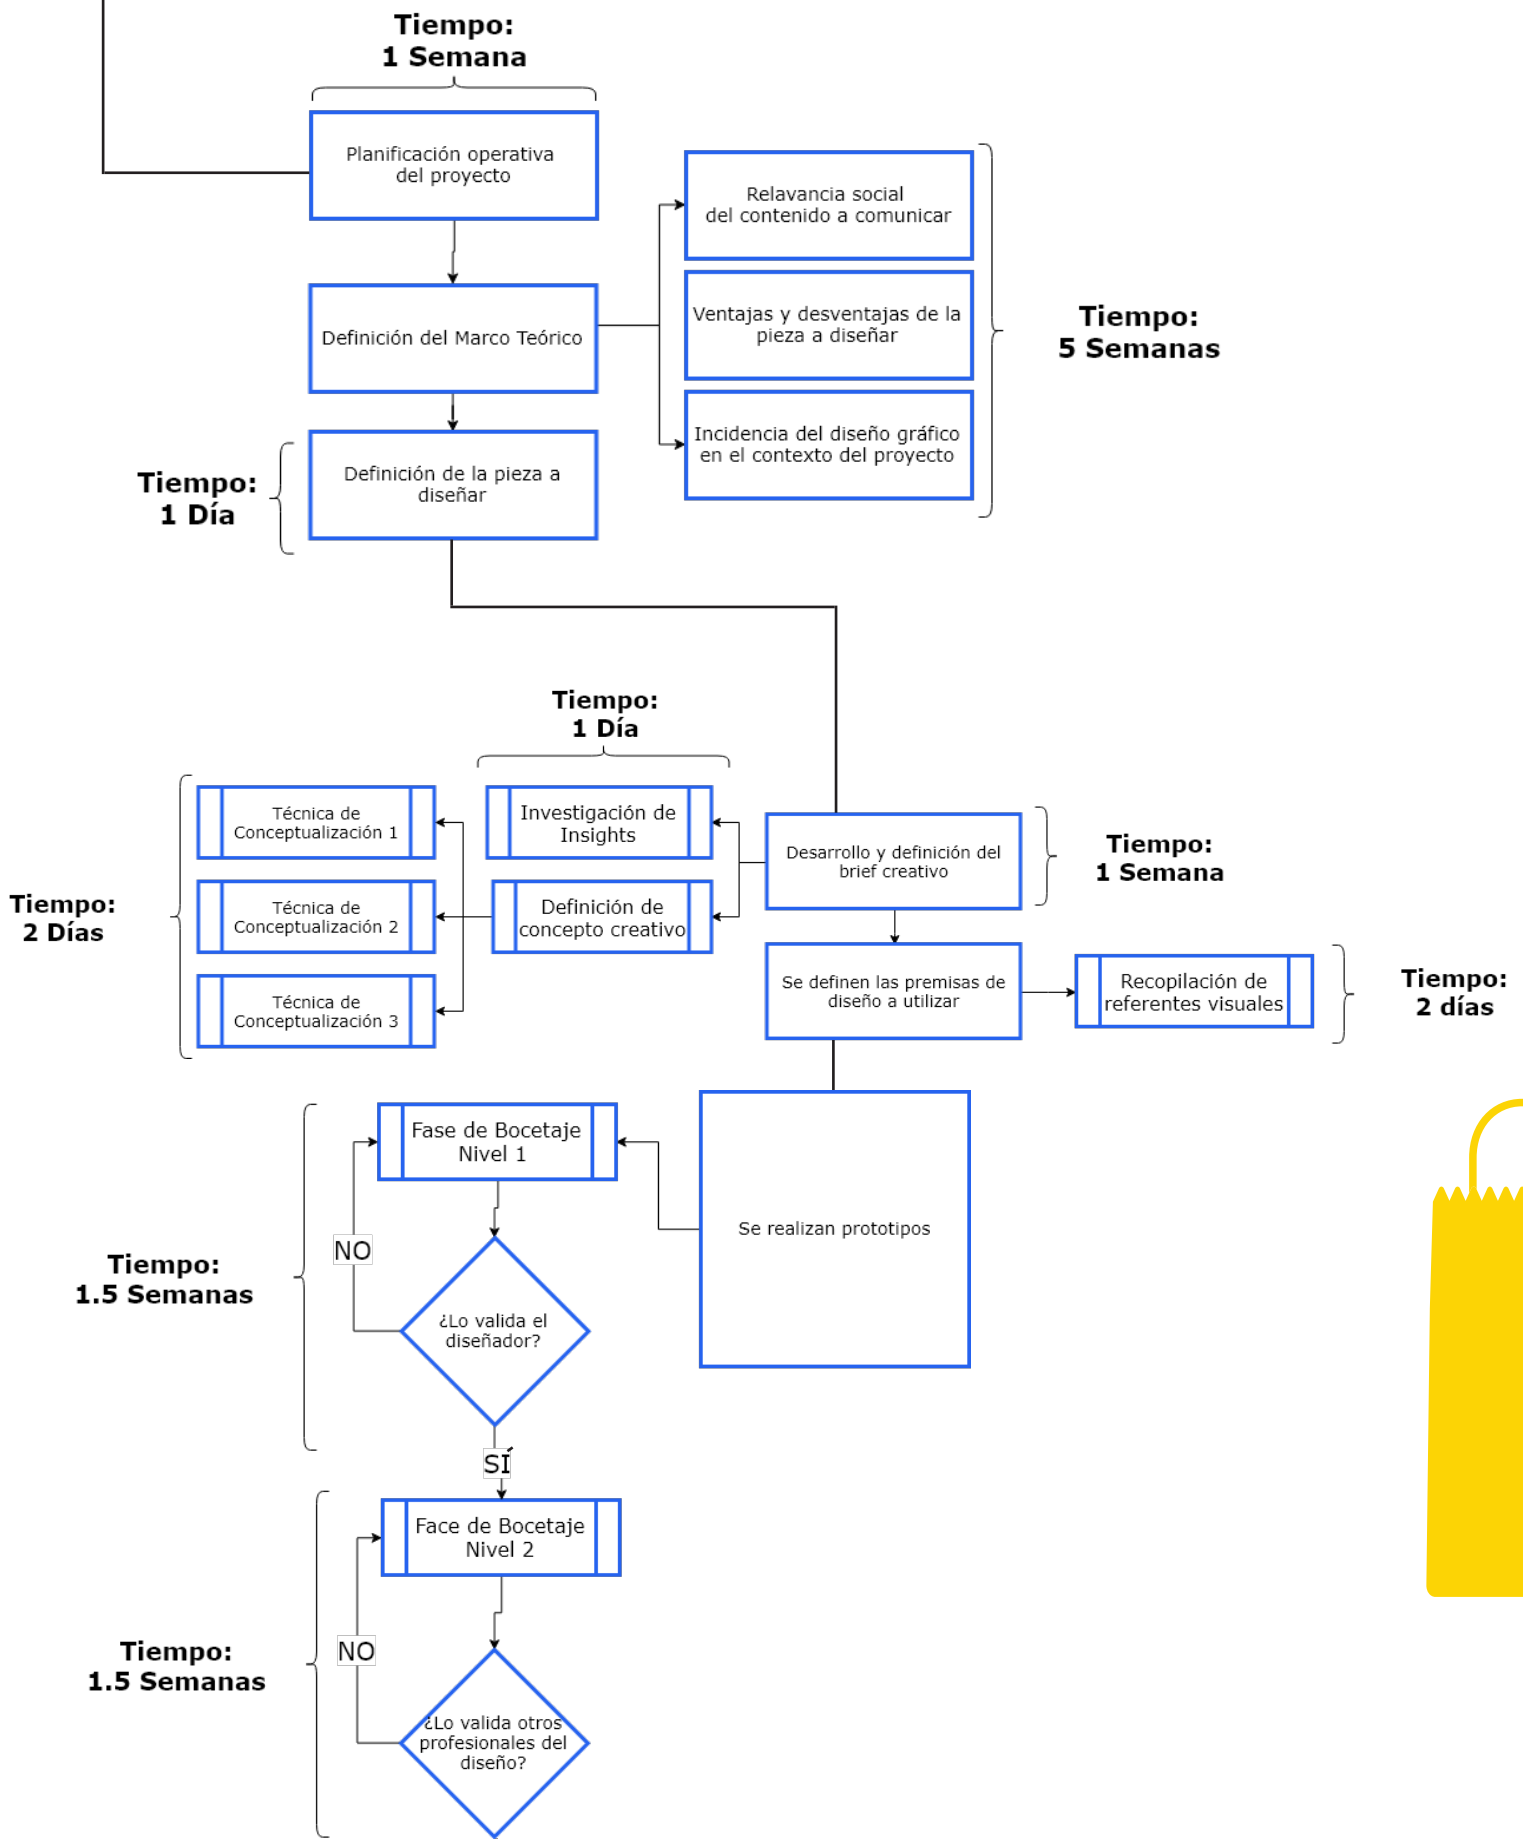 Tiempo:
1 Semana
Planificación operativa
del proyecto
Relavancia social
del contenido a comunicar
Ventajas y desventajas de la
pieza a diseñar
Definición del Marco Teórico
Tiempo:
5 Semanas
Incidencia del diseño gráfico
en el contexto del proyecto
Definición de la pieza a
diseñar
Tiempo:
1 Día
Tiempo:
1 Día
Técnica de
Conceptualización 1
Investigación de
Insights
Desarrollo y definición del
brief creativo
Tiempo:
1 Semana
Tiempo:
2 Días
Técnica de
Conceptualización 2
Definición de
concepto creativo
Técnica de
Conceptualización 3
Se definen las premisas de
diseño a utilizar
Recopilación de
referentes visuales
Tiempo:
2 días
Fase de Bocetaje
Nivel 1
Se realizan prototipos
NO
Tiempo:
1.5 Semanas
¿Lo valida el
diseñador?
SÍ
Face de Bocetaje
Nivel 2
NO
Tiempo:
1.5 Semanas
¿Lo valida otros
profesionales del
diseño?